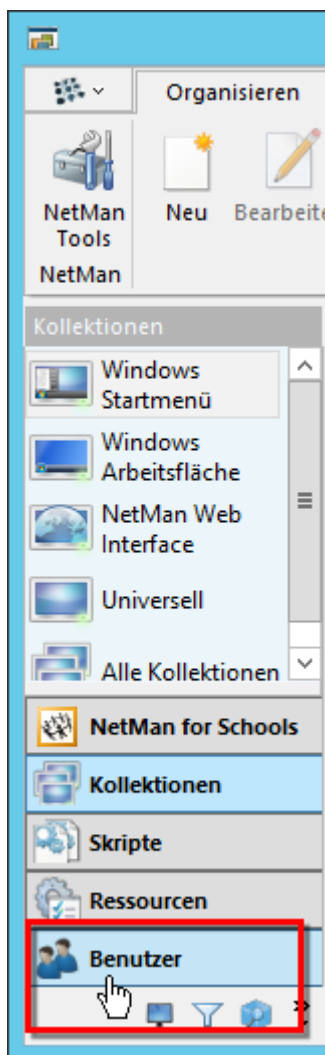 Organisieren
NetMan
Tools
Neu
Bearbeite
NetMan
Kollektionen
Windows
Startmenü
Windows
Arbeitsfläche
NetMan Web
Interface
Universell
Alle Kollektionen
NetMan for Schools
Kollektionen
Skripte
Ressourcen
Benutzer